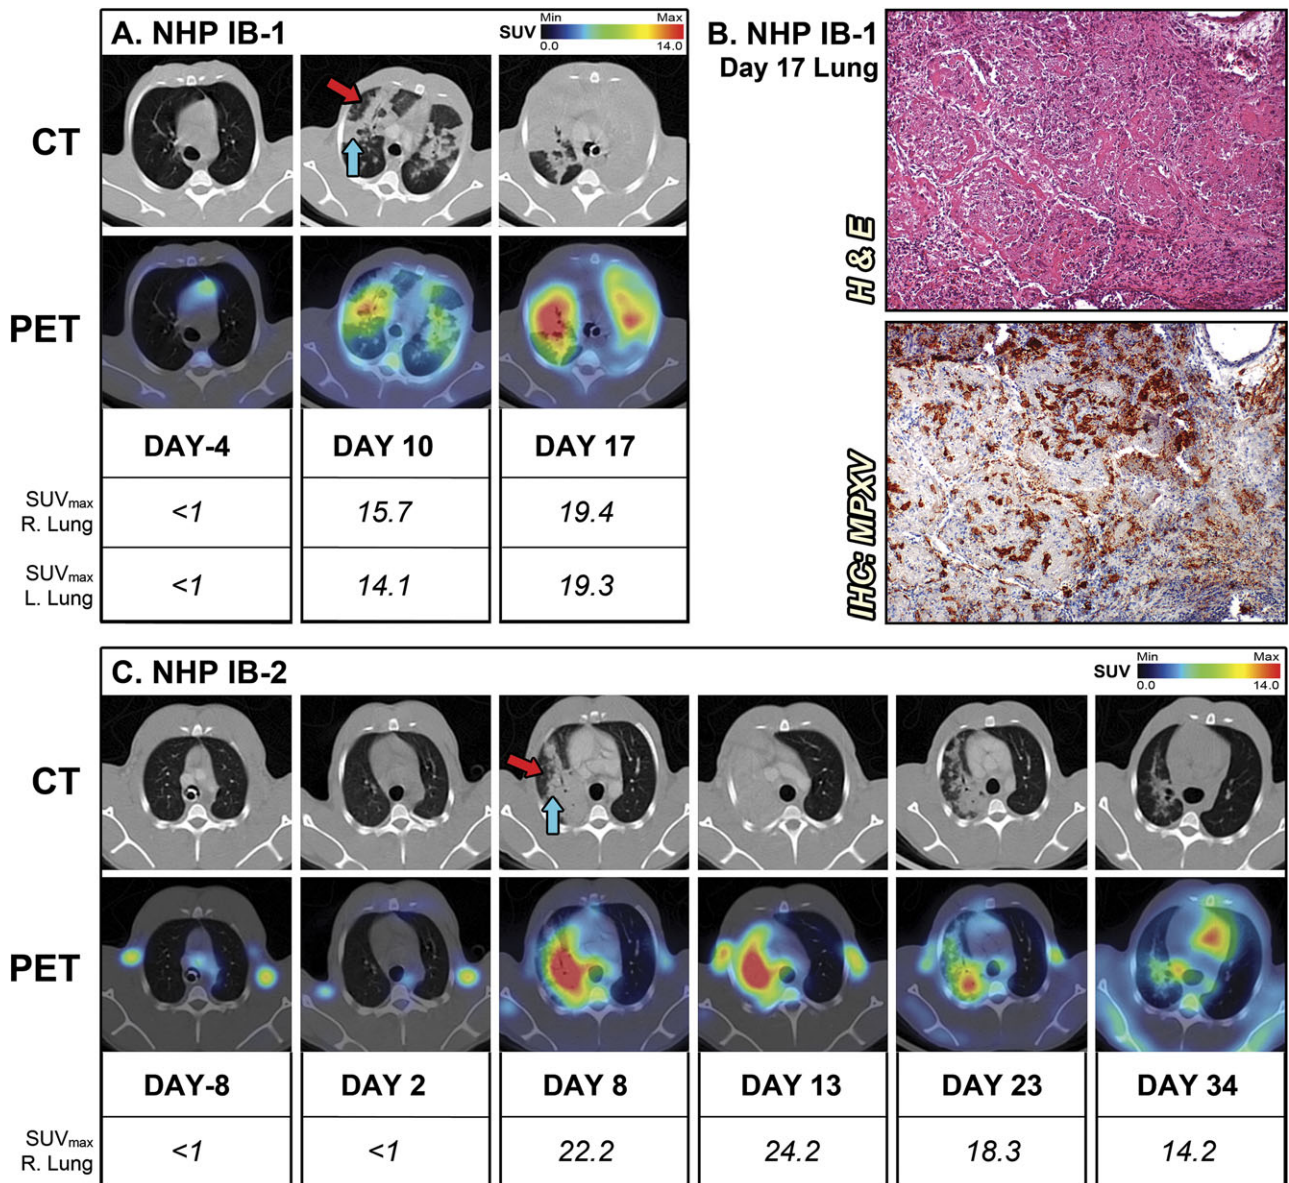 A. NHP IB-1
SUV Min Max
0.0 14.0
CT
PET
DAY-4 DAY 10 DAY 17
SUVmax R. Lung <1 15.7 19.4
SUVmax L. Lung <1 14.1 19.3
B. NHP IB-1
Day 17 Lung
H & E
IHC: MPXV
C. NHP IB-2
SUV Min Max
0.0 14.0
CT
PET
DAY-8 DAY 2 DAY 8 DAY 13 DAY 23 DAY 34
SUVmax R. Lung <1 <1 22.2 24.2 18.3 14.2